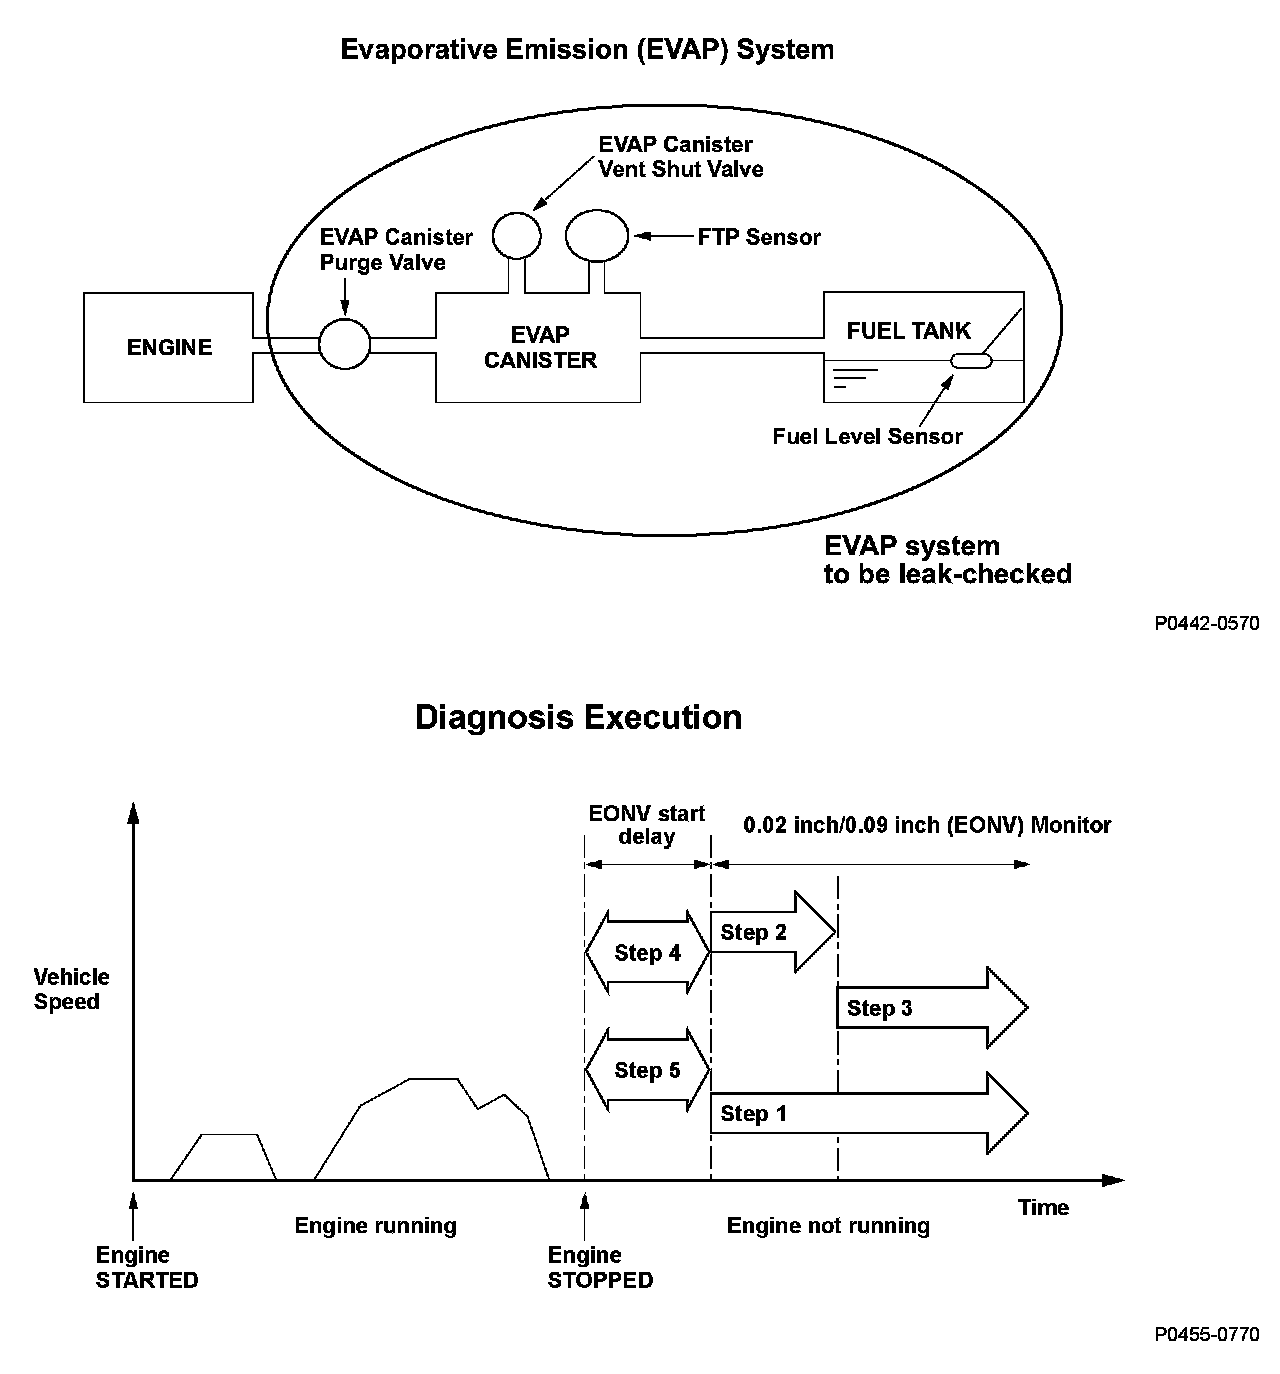 Evaporative Emission (EVAP) System
EVAP Canister
Vent Shut Valve
EVAP Canister
Purge Valve
FTP Sensor
ENGINE
EVAP
CANISTER
FUEL TANK
Fuel Level Sensor
EVAP system
to be leak-checked
P0442-0570
Diagnosis Execution
EONV start
delay
0.02 inch/0.09 inch (EONV) Monitor
Step 2
Step 4
Vehicle
Speed
Step 3
Step 5
Step 1
Time
Engine running
Engine not running
Engine
STARTED
Engine
STOPPED
P0455-0770